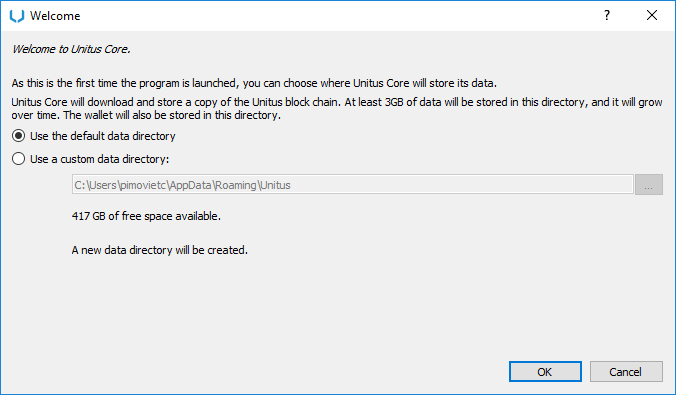 Welcome
?
Welcome to Unitus Core.
As this is the first time the program is launched, you can choose where Unitus Core will store its data.
Unitus Core will download and store a copy of the Unitus block chain. At least 3GB of data will be stored in this directory, and it will grow
over time. The wallet will also be stored in this directory.
Use the default data directory
Use a custom data directory:
C:\Users\pimovietc\AppData\Roaming\Unitus
...
417 GB of free space available.
A new data directory will be created.
OK
Cancel